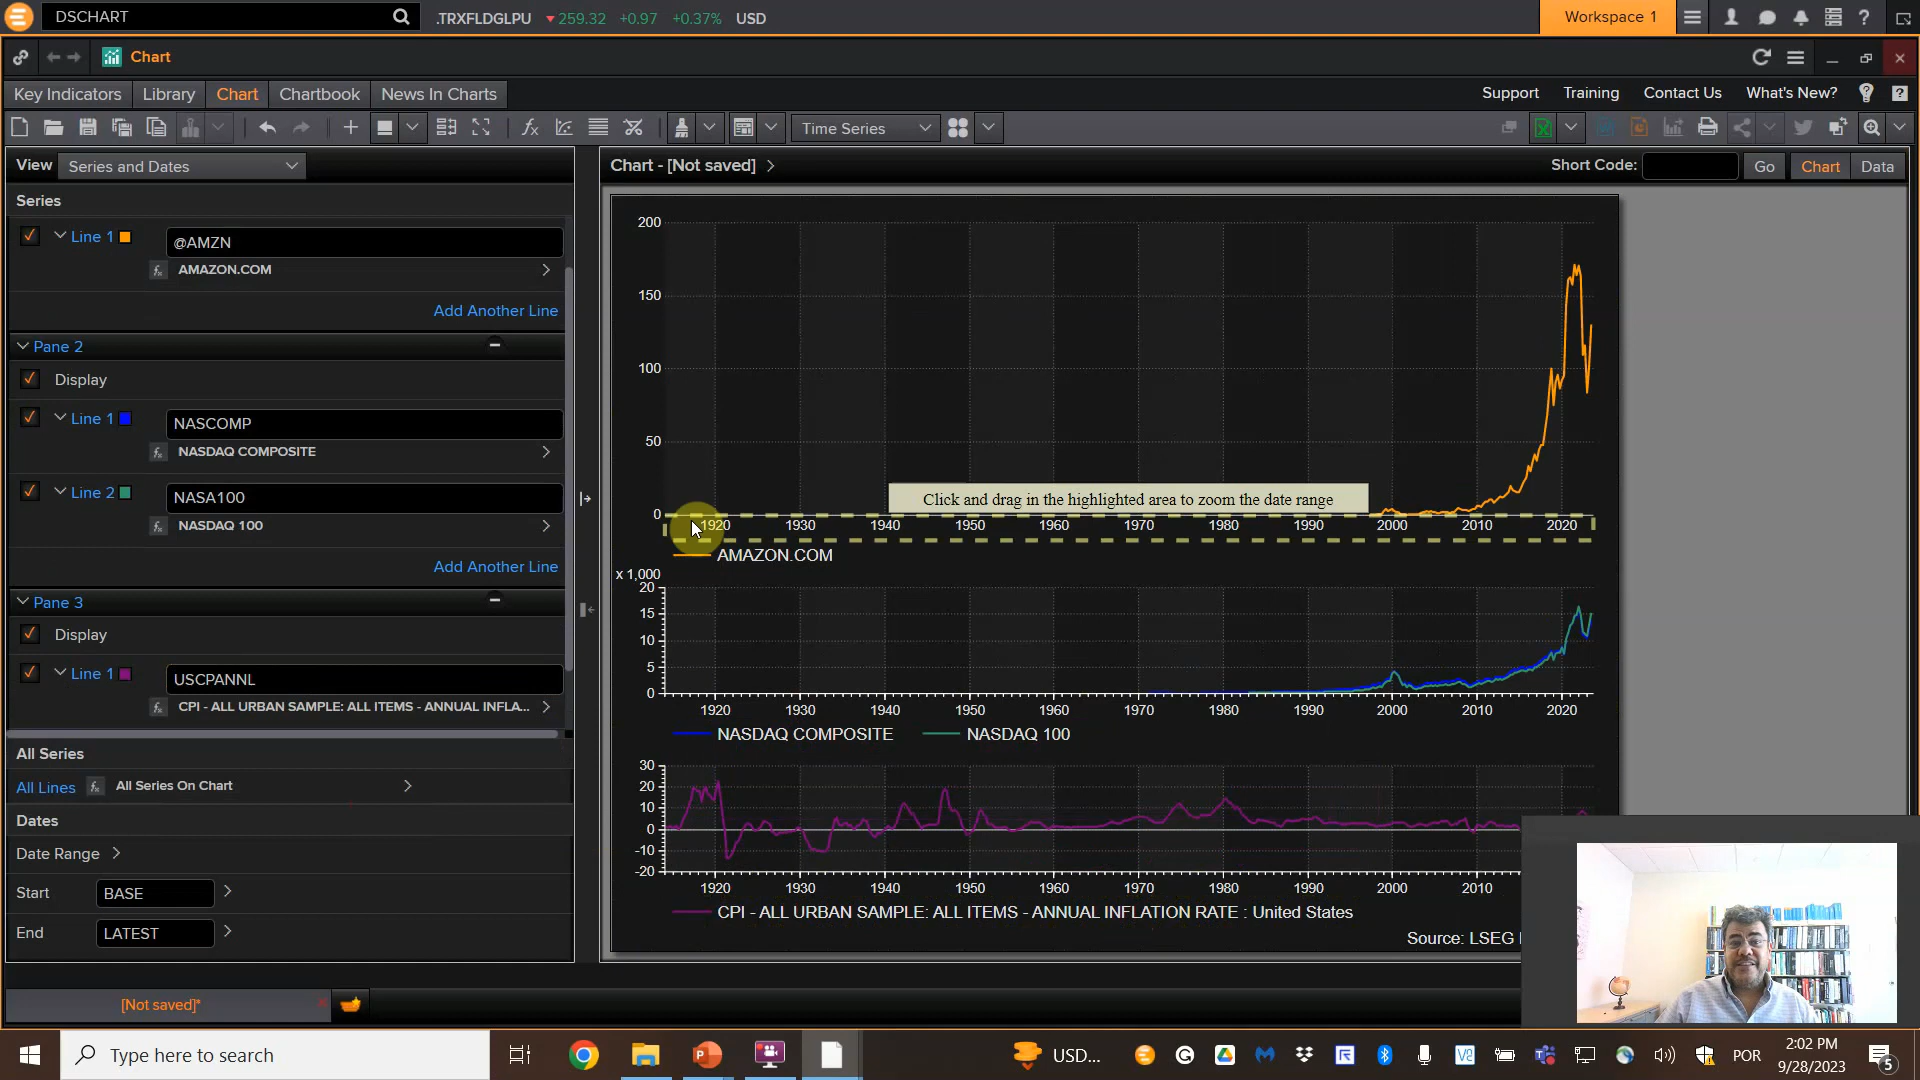 DSCHART
.TRXFLDGLPU 259.32 +0.97 +0.37% USD
Workspace 1
Chart
Key Indicators Library Chart Chartbook News In Charts
Support Training Contact Us What's New?
Time Series
View Series and Dates
Chart - [Not saved]
Short Code: Go Chart Data
Series
Line 1 @AMZN
AMAZON.COM
Add Another Line
Pane 2
Display
Line 1 NASCOMP
NASDAQ COMPOSITE
Line 2 NASA100
NASDAQ 100
Add Another Line
Pane 3
Display
Line 1 USCPANNL
CPI - ALL URBAN SAMPLE: ALL ITEMS - ANNUAL INFLA...
All Series
All Lines All Series On Chart
Dates
Date Range
Start BASE
End LATEST
[Not saved]*
200
150
100
50
0
Click and drag in the highlighted area to zoom the date range
1920 1930 1940 1950 1960 1970 1980 1990 2000 2010 2020
AMAZON.COM
x 1,000
20
15
10
5
0
1920 1930 1940 1950 1960 1970 1980 1990 2000 2010 2020
NASDAQ COMPOSITE NASDAQ 100
30
20
10
0
-10
-20
1920 1930 1940 1950 1960 1970 1980 1990 2000 2010
CPI - ALL URBAN SAMPLE: ALL ITEMS - ANNUAL INFLATION RATE : United States
Source: LSEG
Type here to search
USD...
POR
2:02 PM
9/28/2023
5